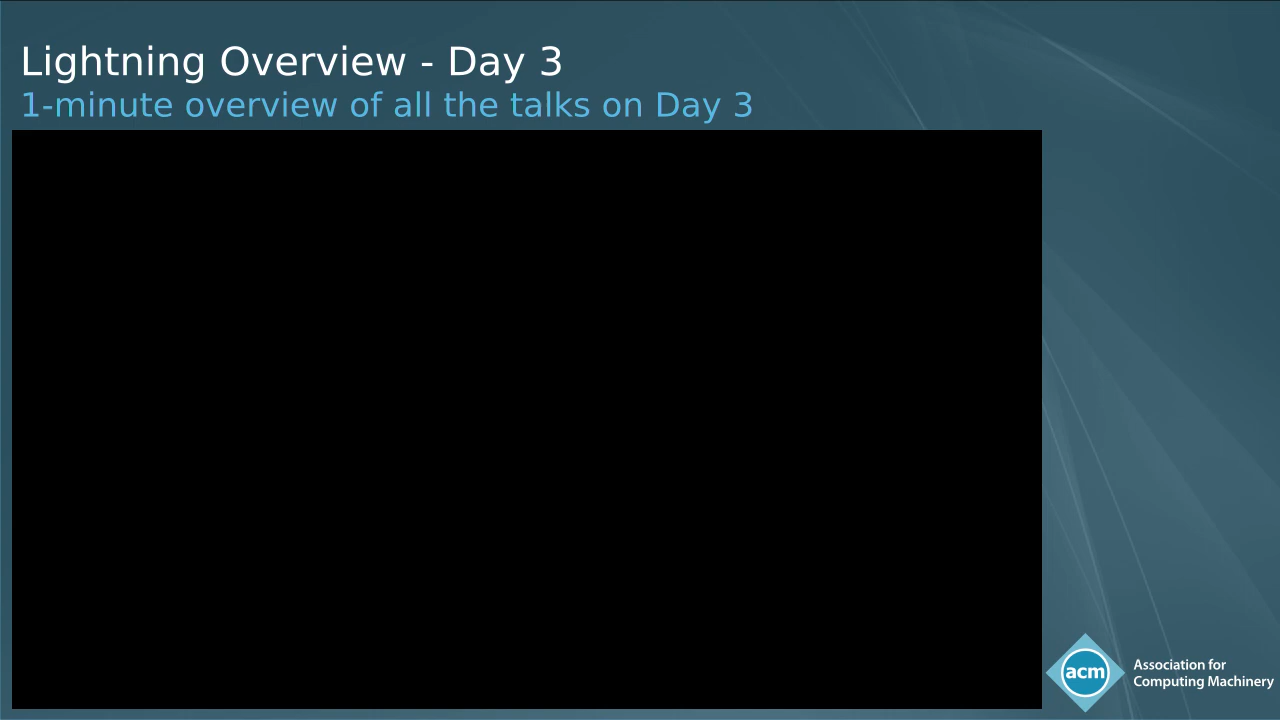 Lightning Overview - Day 3
1-minute overview of all the talks on Day 3
acm
Association for
Computing Machinery